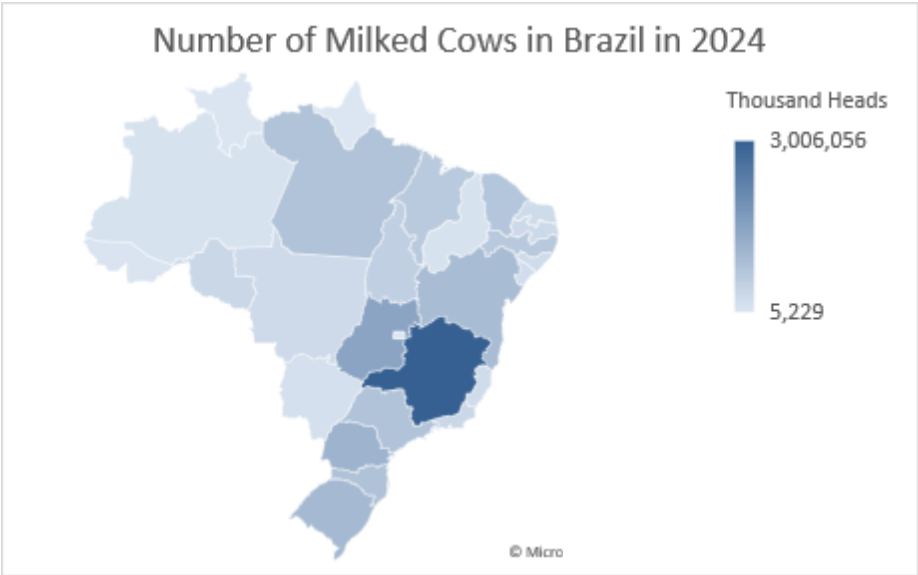 Number of Milked Cows in Brazil in 2024
Thousand Heads
3,006,056
5,229
© Micro